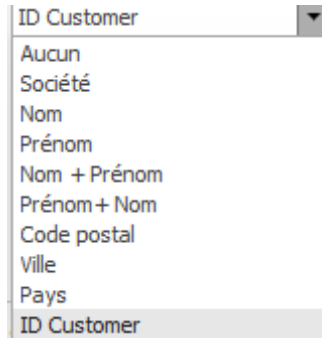 ID Customer
Aucun
Société
Nom
Prénom
Nom + Prénom
Prénom+ Nom
Code postal
Ville
Pays
ID Customer